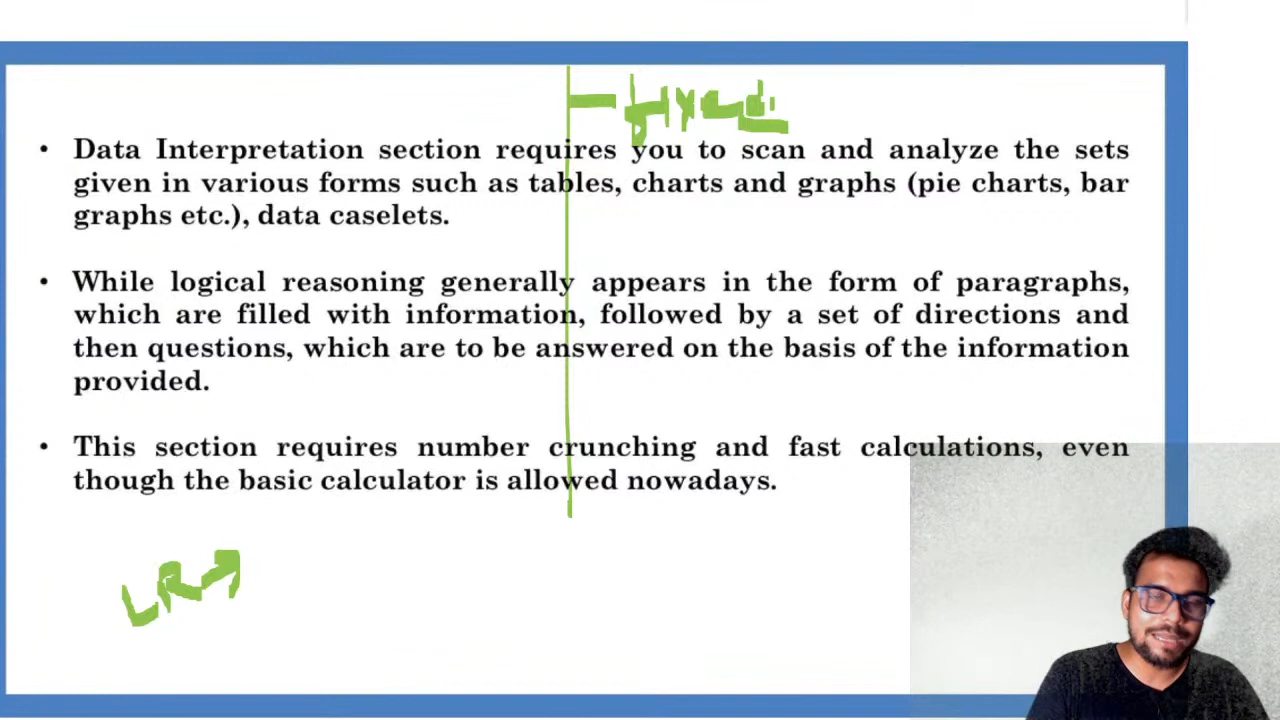 fixed
• Data Interpretation section requires you to scan and analyze the sets
given in various forms such as tables, charts and graphs (pie charts, bar
graphs etc.), data caselets.
• While logical reasoning generally appears in the form of paragraphs,
which are filled with information, followed by a set of directions and
then questions, which are to be answered on the basis of the information
provided.
• This section requires number crunching and fast calculations, even
though the basic calculator is allowed nowadays.
LR